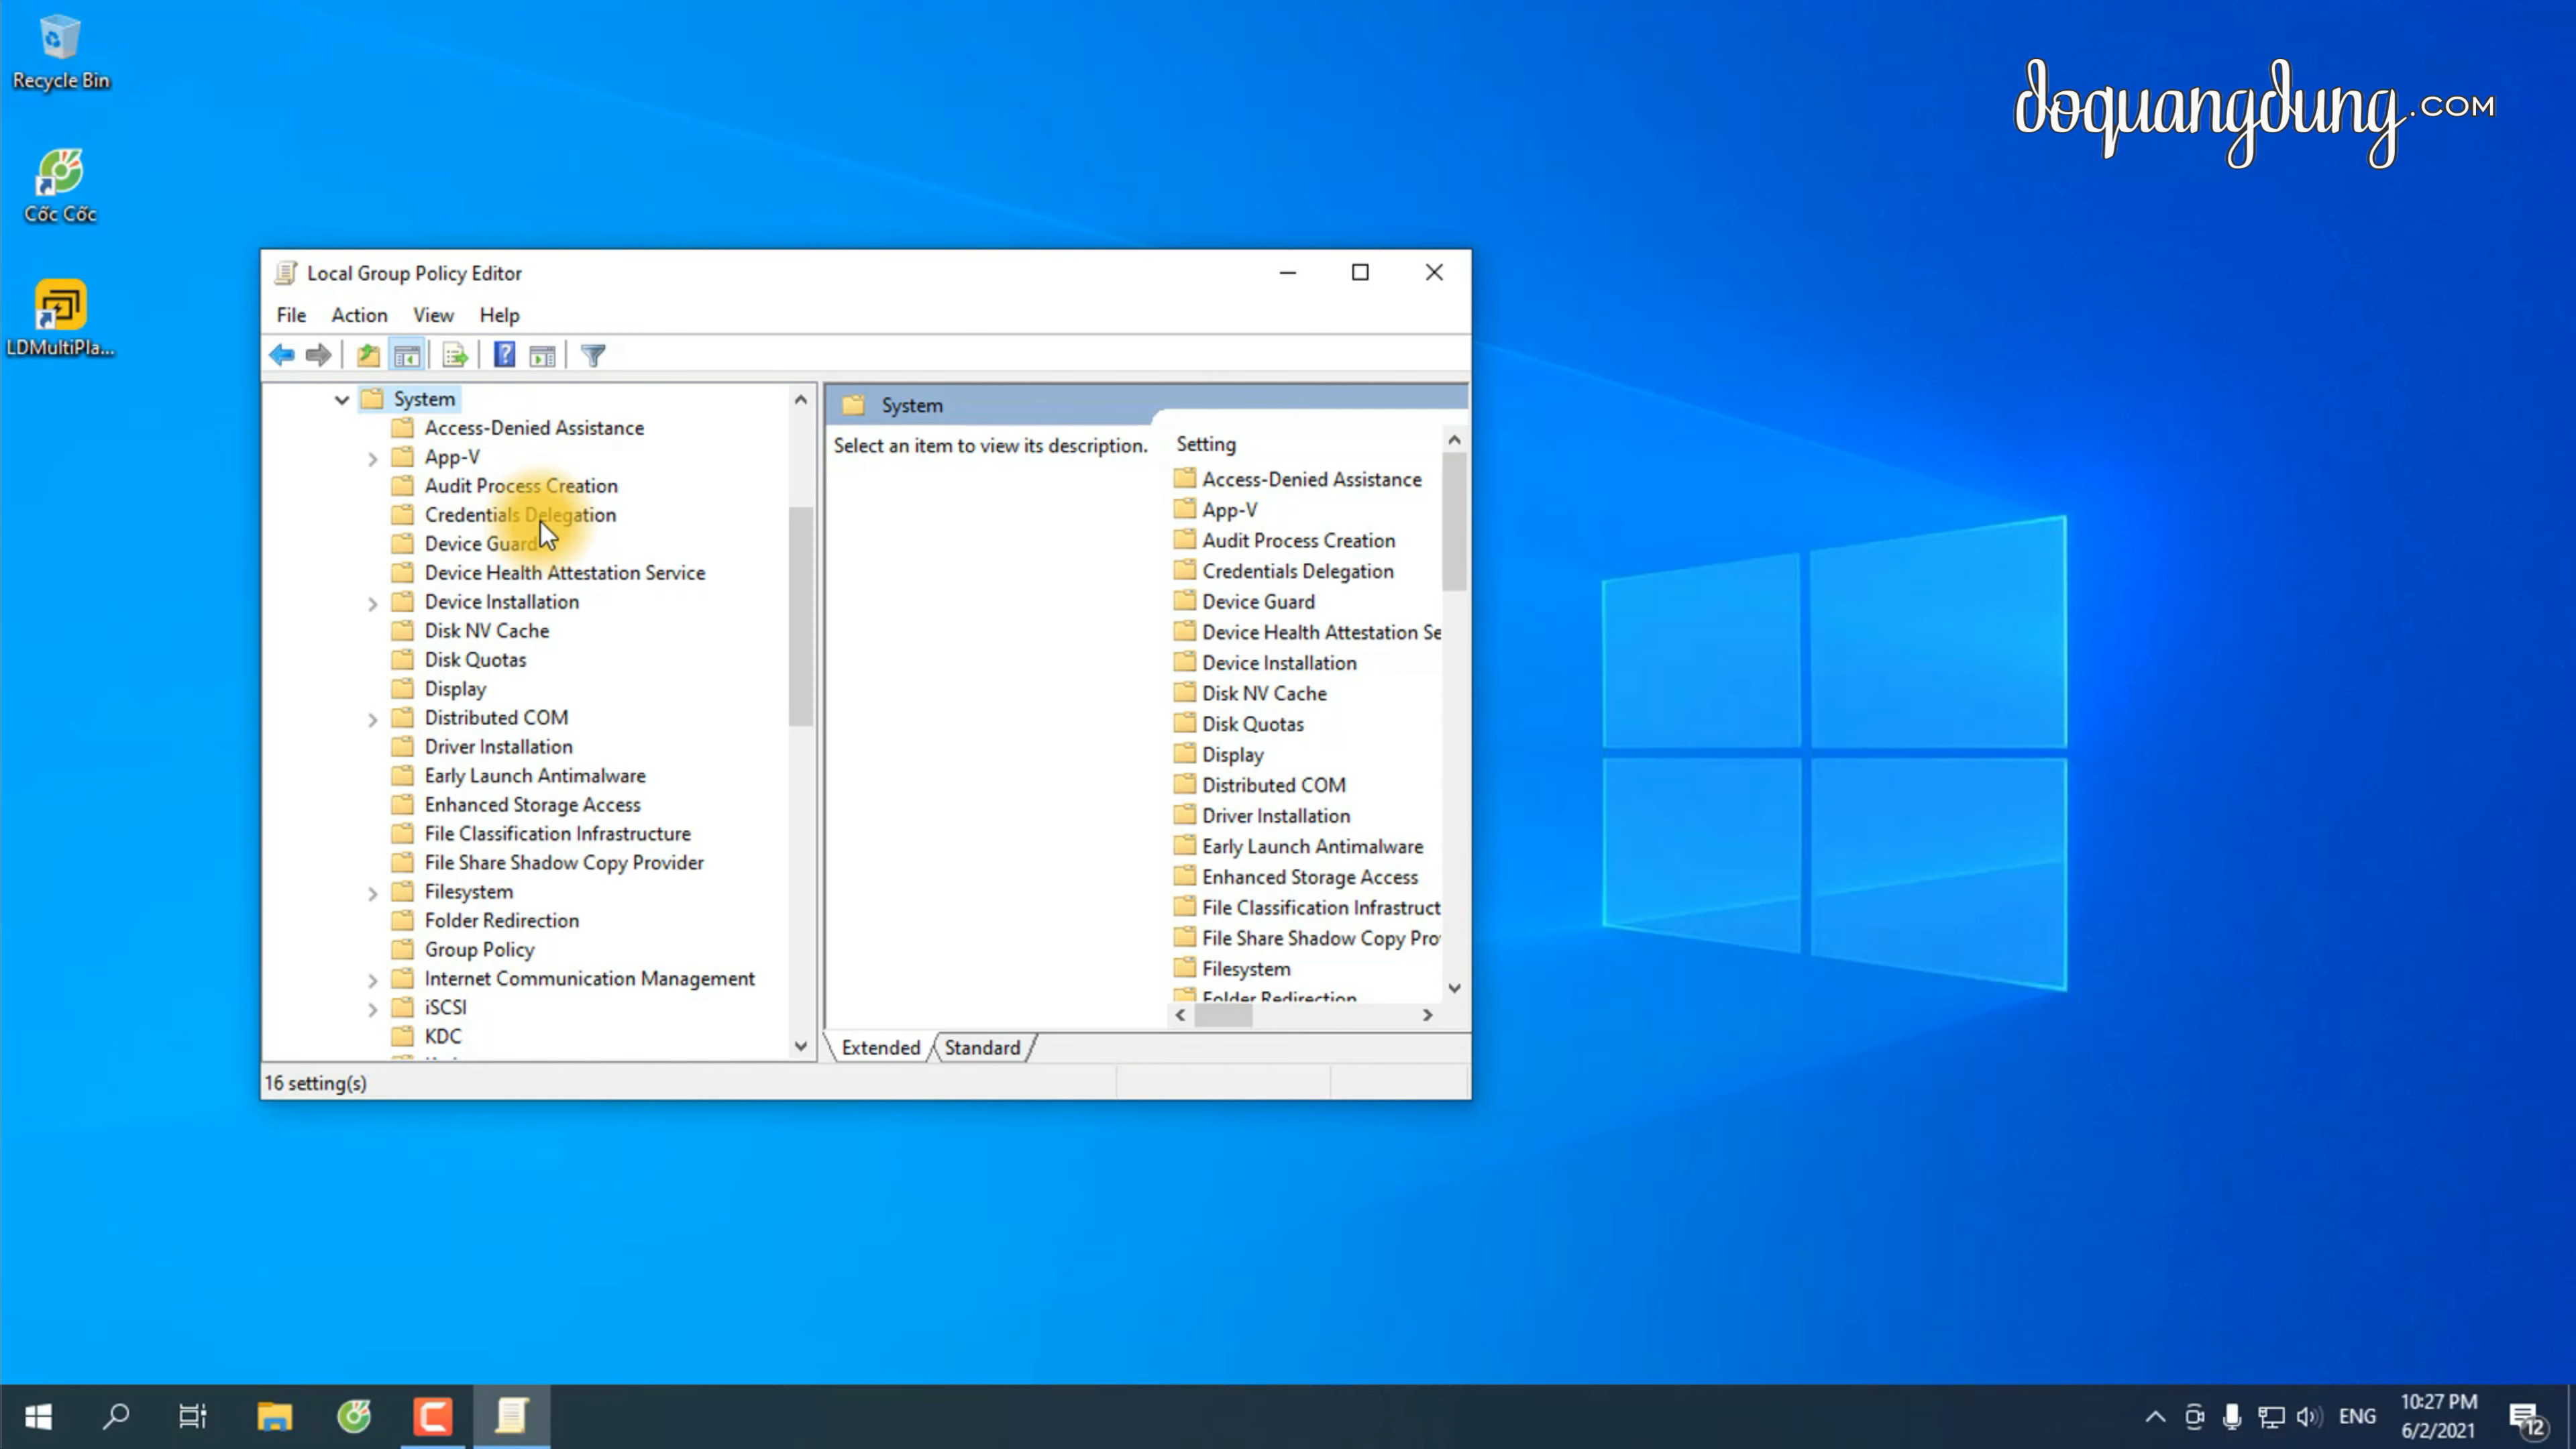 Recycle Bin
Cốc Cốc
LDMultiPla...
doquangdung.COM
Local Group Policy Editor
File Action View Help
System
Access-Denied Assistance
App-V
Audit Process Creation
Credentials Delegation
Device Guard
Device Health Attestation Service
Device Installation
Disk NV Cache
Disk Quotas
Display
Distributed COM
Driver Installation
Early Launch Antimalware
Enhanced Storage Access
File Classification Infrastructure
File Share Shadow Copy Provider
Filesystem
Folder Redirection
Group Policy
Internet Communication Management
iSCSI
KDC
System
Select an item to view its description.
Setting
Access-Denied Assistance
App-V
Audit Process Creation
Credentials Delegation
Device Guard
Device Health Attestation Se
Device Installation
Disk NV Cache
Disk Quotas
Display
Distributed COM
Driver Installation
Early Launch Antimalware
Enhanced Storage Access
File Classification Infrastruct
File Share Shadow Copy Pro
Filesystem
Folder Redirection
Extended Standard
16 setting(s)
ENG
10:27 PM
6/2/2021
12